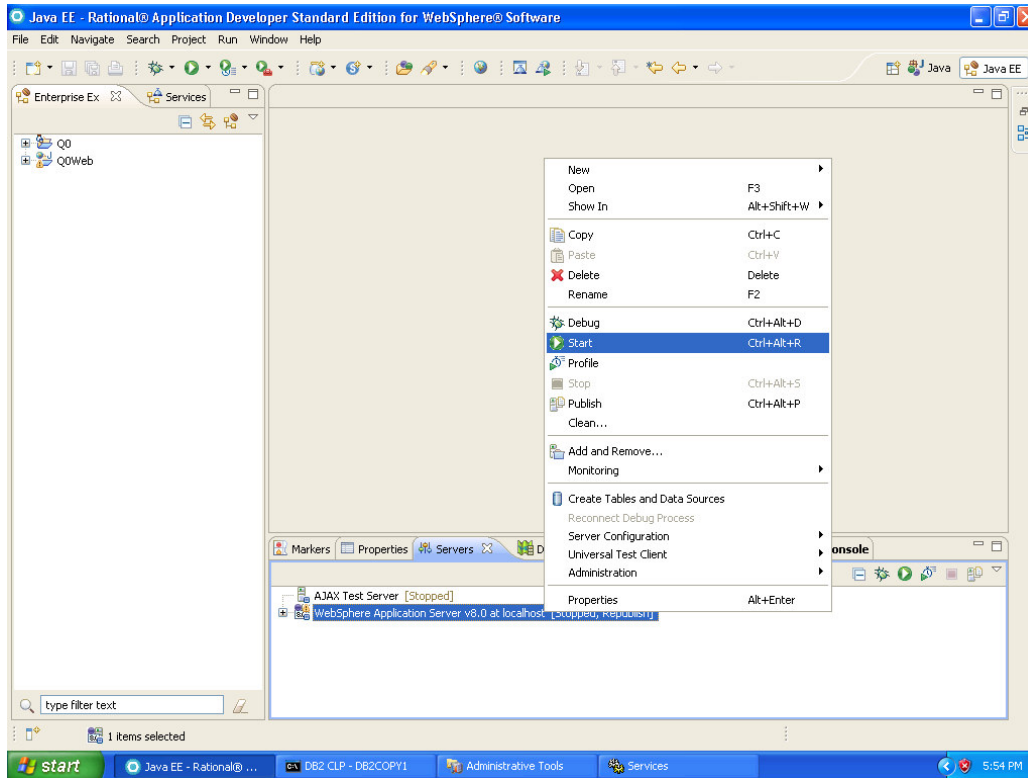 Java EE - Rational® Application Developer Standard Edition for WebSphere® Software
File Edit Navigate Search Project Run Window Help
Java Java EE
Enterprise Ex Services
Q0
Q0Web
New
Open F3
Show In Alt+Shift+W
Copy Ctrl+C
Paste Ctrl+V
Delete Delete
Rename F2
Debug Ctrl+Alt+D
Start Ctrl+Alt+R
Profile
Stop Ctrl+Alt+S
Publish Ctrl+Alt+P
Clean...
Add and Remove...
Monitoring
Create Tables and Data Sources
Reconnect Debug Process
Server Configuration
Universal Test Client
Administration
Properties Alt+Enter
Markers Properties Servers D onsole
AJAX Test Server [Stopped]
WebSphere Application Server v8.0 at localhost [Stopped, Republish]
type filter text
1 items selected
start Java EE - Rational® ... DB2 CLP - DB2COPY1 Administrative Tools Services 5:54 PM